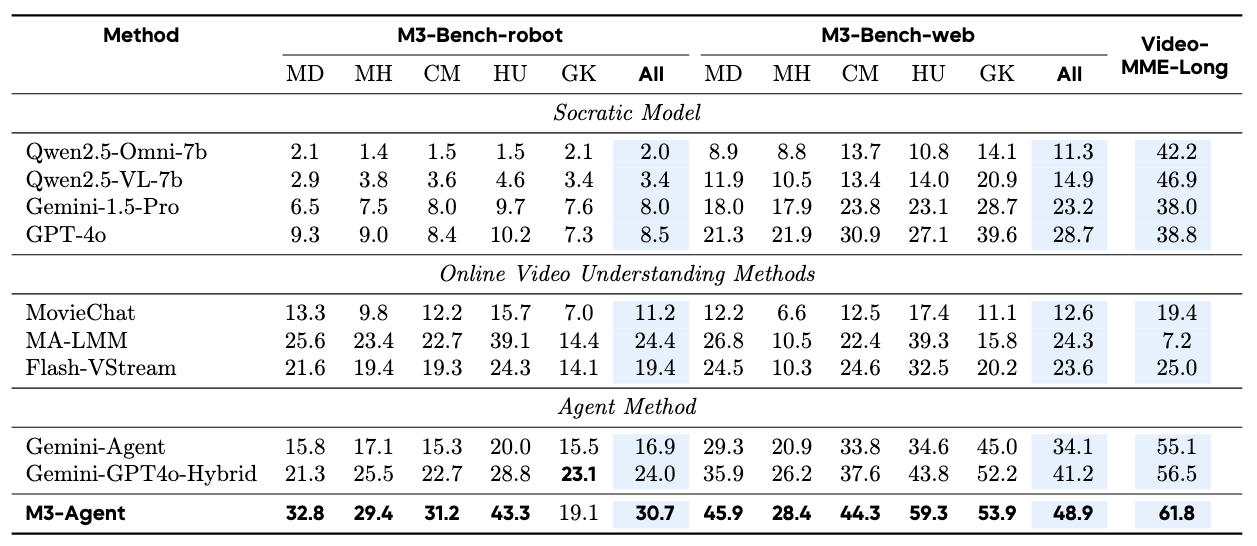 Method M3-Bench-robot M3-Bench-web Video-MME-Long
MD MH CM HU GK All MD MH CM HU GK All
Socratic Model
Qwen2.5-Omni-7b 2.1 1.4 1.5 1.5 2.1 2.0 8.9 8.8 13.7 10.8 14.1 11.3 42.2
Qwen2.5-VL-7b 2.9 3.8 3.6 4.6 3.4 3.4 11.9 10.5 13.4 14.0 20.9 14.9 46.9
Gemini-1.5-Pro 6.5 7.5 8.0 9.7 7.6 8.0 18.0 17.9 23.8 23.1 28.7 23.2 38.0
GPT-4o 9.3 9.0 8.4 10.2 7.3 8.5 21.3 21.9 30.9 27.1 39.6 28.7 38.8
Online Video Understanding Methods
MovieChat 13.3 9.8 12.2 15.7 7.0 11.2 12.2 6.6 12.5 17.4 11.1 12.6 19.4
MA-LMM 25.6 23.4 22.7 39.1 14.4 24.4 26.8 10.5 22.4 39.3 15.8 24.3 7.2
Flash-VStream 21.6 19.4 19.3 24.3 14.1 19.4 24.5 10.3 24.6 32.5 20.2 23.6 25.0
Agent Method
Gemini-Agent 15.8 17.1 15.3 20.0 15.5 16.9 29.3 20.9 33.8 34.6 45.0 34.1 55.1
Gemini-GPT4o-Hybrid 21.3 25.5 22.7 28.8 23.1 24.0 35.9 26.2 37.6 43.8 52.2 41.2 56.5
M3-Agent 32.8 29.4 31.2 43.3 19.1 30.7 45.9 28.4 44.3 59.3 53.9 48.9 61.8